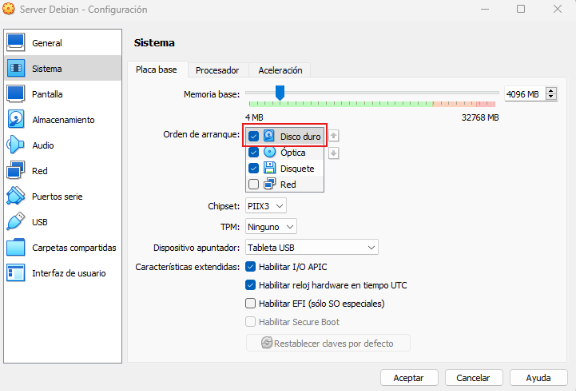 Server Debian - Configuración
General
Sistema
Pantalla
Almacenamiento
Audio
Red
Puertos serie
USB
Carpetas compartidas
Interfaz de usuario
Sistema
Placa base Procesador Aceleración
Memoria base: 4096 MB
4 MB 32768 MB
Orden de arranque: Disco duro
Óptica
Disquete
Red
Chipset: PIIX3
TPM: Ninguno
Dispositivo apuntador: Tableta USB
Características extendidas: Habilitar I/O APIC
Habilitar reloj hardware en tiempo UTC
Habilitar EFI (sólo SO especiales)
Habilitar Secure Boot
Restablecer claves por defecto
Aceptar Cancelar Ayuda